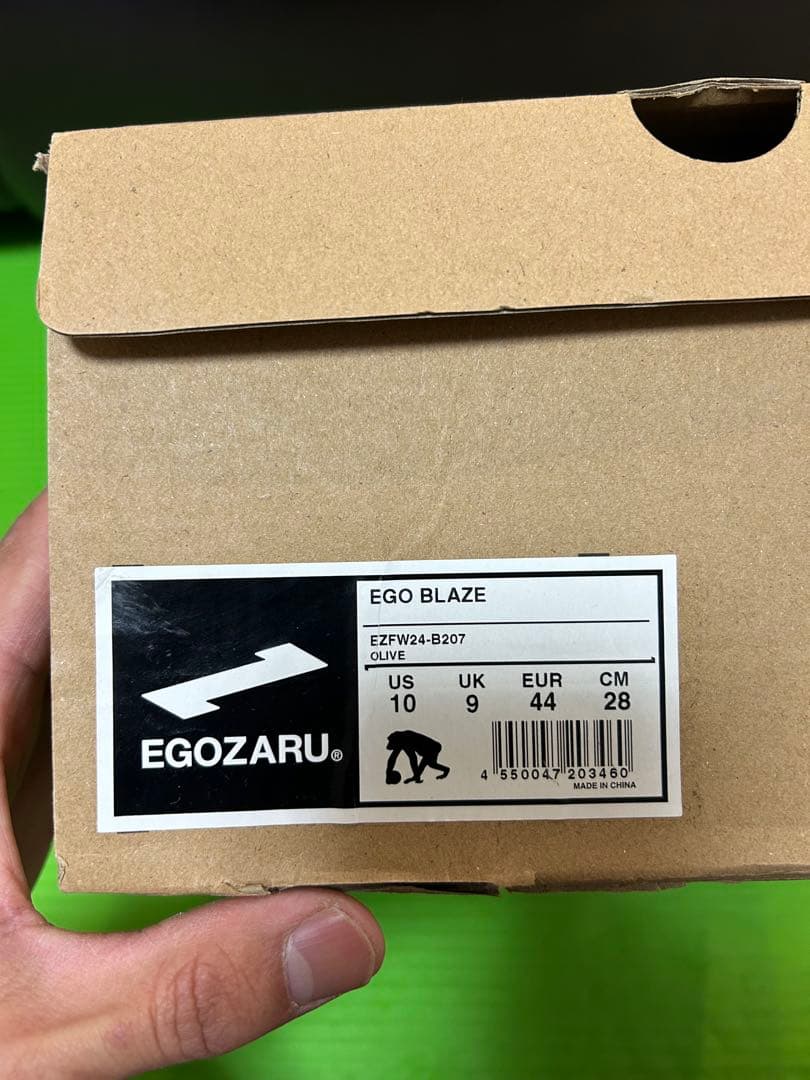 EGOZARU®
EGO BLAZE
EZFW24-B207
OLIVE
US UK EUR CM
10 9 44 28
4 550047 203460
MADE IN CHINA